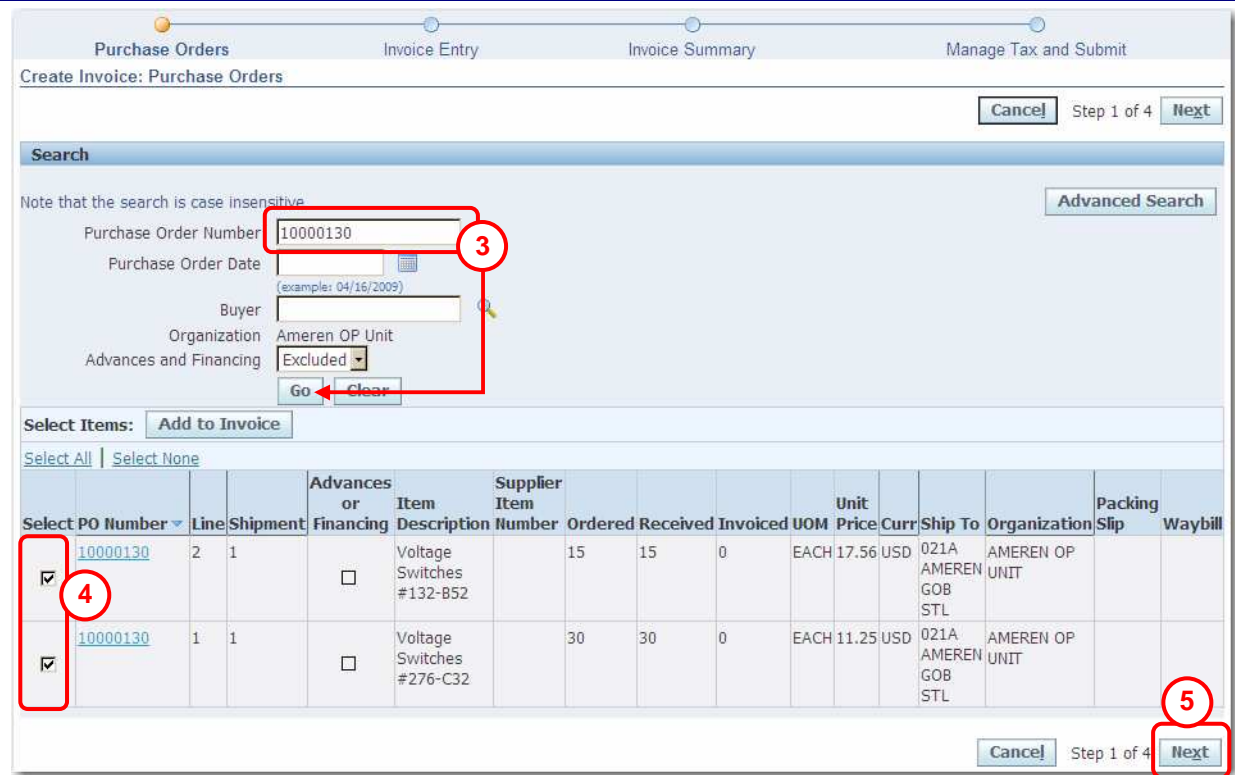 Purchase Orders Invoice Entry Invoice Summary Manage Tax and Submit
Create Invoice: Purchase Orders
Cancel Step 1 of 4 Next
Search
Note that the search is case insensitive
Advanced Search
Purchase Order Number 10000130
3
Purchase Order Date
(example: 04/16/2009)
Buyer
Organization Ameren OP Unit
Advances and Financing Excluded
Go Clear
Select Items: Add to Invoice
Select All | Select None
Select PO Number Line Shipment Advances or Financing Item Description Supplier Item Number Ordered Received Invoiced UOM Unit Price Curr Ship To Organization Packing Slip Waybill
10000130 2 1 Voltage Switches #132-B52 15 15 0 EACH 17.56 USD 021A AMEREN GOB STL AMEREN OP UNIT
4
10000130 1 1 Voltage Switches #276-C32 30 30 0 EACH 11.25 USD 021A AMEREN GOB STL AMEREN OP UNIT
5
Cancel Step 1 of 4 Next